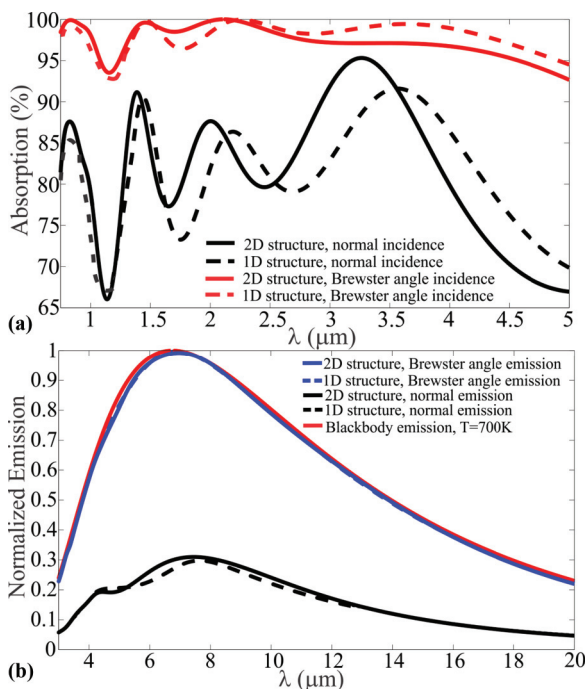 100
95
90
85
80
75
70
65
Absorption (%)
2D structure, normal incidence
1D structure, normal incidence
2D structure, Brewster angle incidence
1D structure, Brewster angle incidence
1 1.5 2 2.5 3 3.5 4 4.5 5
(a) λ (μm)
1
0.9
0.8
0.7
0.6
0.5
0.4
0.3
0.2
0.1
0
Normalized Emission
2D structure, Brewster angle emission
1D structure, Brewster angle emission
2D structure, normal emission
1D structure, normal emission
Blackbody emission, T=700K
4 6 8 10 12 14 16 18 20
(b) λ (μm)